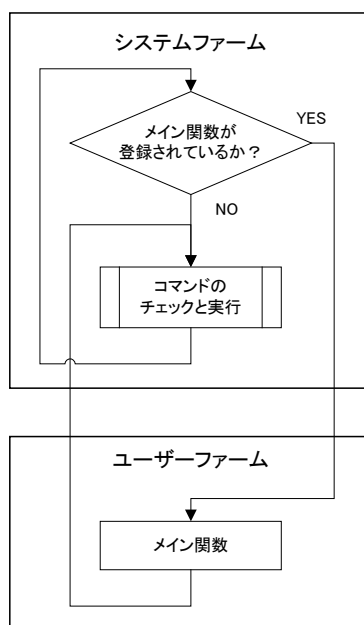 システムファーム
メイン関数が
登録されているか？
YES
NO
コマンドの
チェックと実行
ユーザーファーム
メイン関数